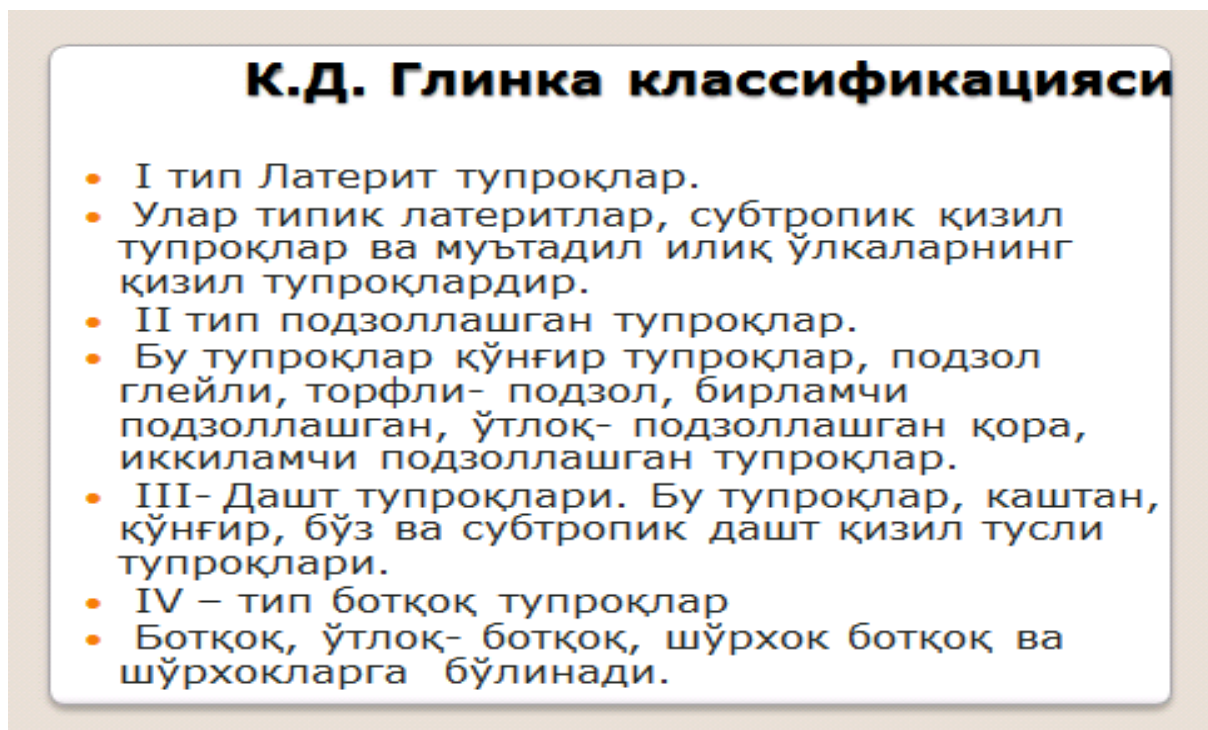 К.Д. Глинка классификацияси
• I тип Латерит тупроқлар.
• Улар типик латеритлар, субтропик қизил
тупроқлар ва муътадил илиқ ўлкаларнинг
қизил тупроқлардир.
• II тип подзоллашган тупроқлар.
• Бу тупроқлар қўнғир тупроқлар, подзол
глейли, торфли- подзол, бирламчи
подзоллашган, ўтлоқ- подзоллашган қора,
иккиламчи подзоллашган тупроқлар.
• III- Дашт тупроқлари. Бу тупроқлар, каштан,
қўнғир, бўз ва субтропик дашт қизил тусли
тупроқлари.
• IV – тип ботқоқ тупроқлар
• Ботқоқ, ўтлоқ- ботқоқ, шўрхок ботқоқ ва
шўрхокларга бўлинади.